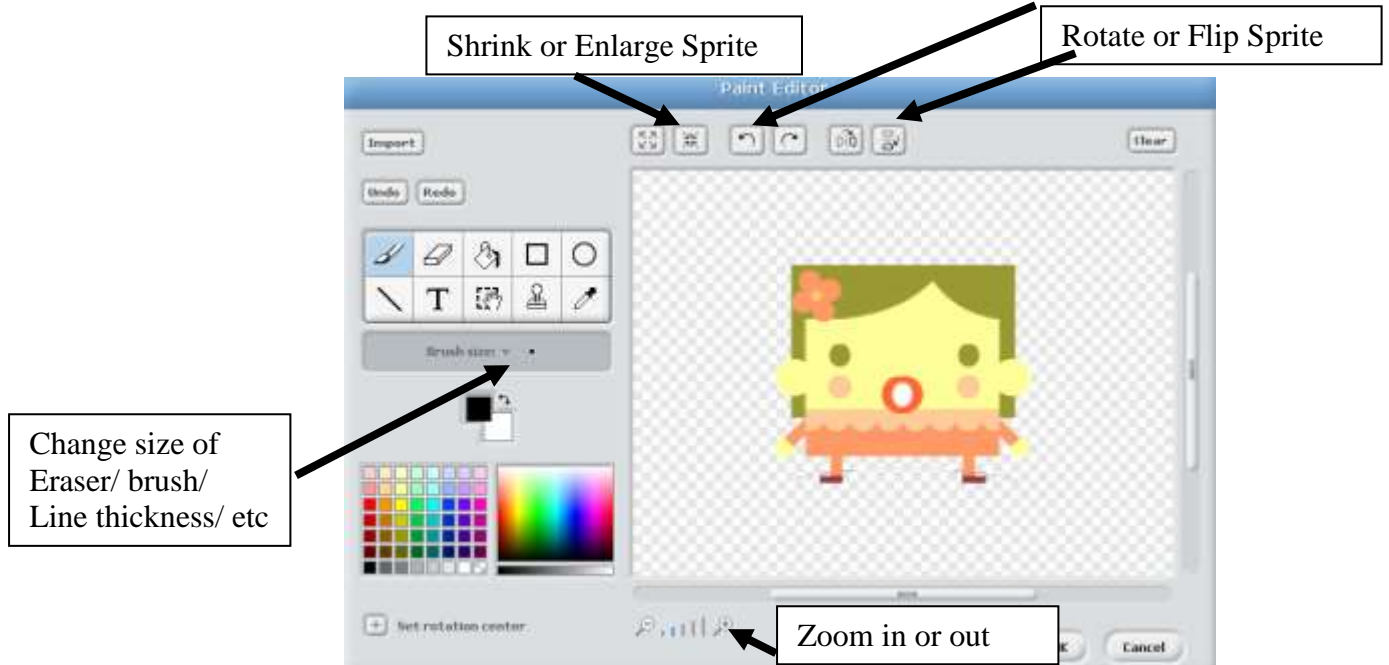 Shrink or Enlarge Sprite
Rotate or Flip Sprite
Paint Editor
Import
Clear
Undo Redo
T
Brush size:
Change size of
Eraser/ brush/
Line thickness/ etc
Set rotation center
Zoom in or out
Cancel